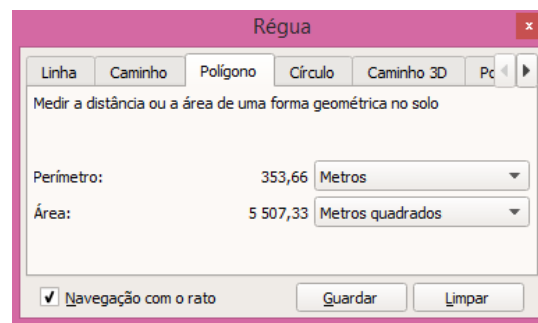 Régua
x
Linha Caminho Polígono Círculo Caminho 3D
Medir a distância ou a área de uma forma geométrica no solo
Perímetro: 353,66 Metros
Área: 5 507,33 Metros quadrados
Navegação com o rato Guardar Limpar